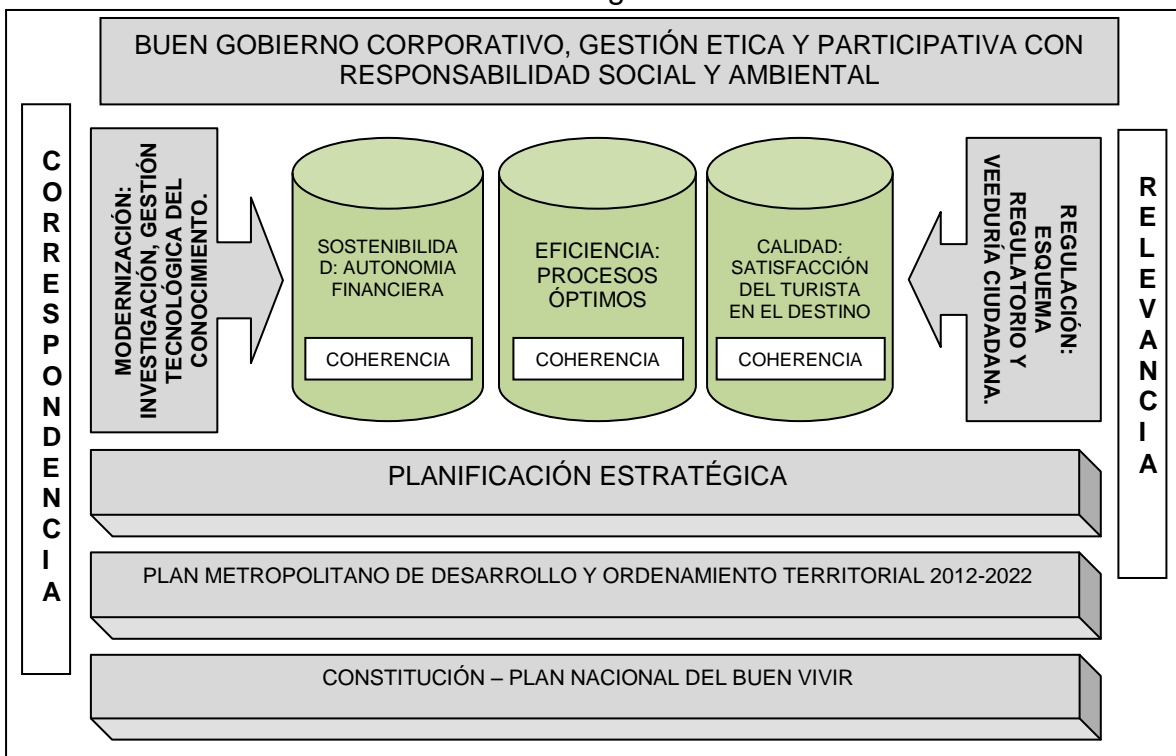 BUEN GOBIERNO CORPORATIVO, GESTIÓN ETICA Y PARTICIPATIVA CON
RESPONSABILIDAD SOCIAL Y AMBIENTAL
CORRESPONDENCIA
MODERNIZACIÓN:
INVESTIGACIÓN, GESTIÓN
TECNOLÓGICA DEL
CONOCIMIENTO.
SOSTENIBILIDA
D: AUTONOMIA
FINANCIERA
COHERENCIA
EFICIENCIA:
PROCESOS
ÓPTIMOS
COHERENCIA
CALIDAD:
SATISFACCIÓN
DEL TURISTA
EN EL DESTINO
COHERENCIA
REGULACIÓN:
ESQUEMA
REGULATORIO Y
VEEDURÍA CIUDADANA.
RELEVANCIA
PLANIFICACIÓN ESTRATÉGICA
PLAN METROPOLITANO DE DESARROLLO Y ORDENAMIENTO TERRITORIAL 2012-2022
CONSTITUCIÓN – PLAN NACIONAL DEL BUEN VIVIR